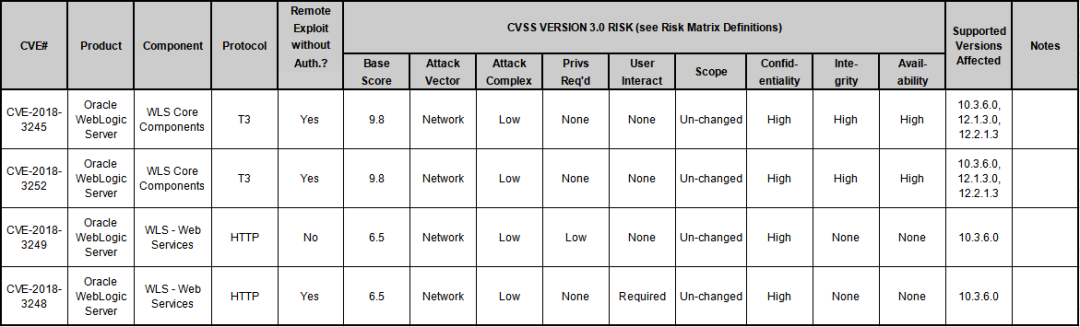 CVE# Product Component Protocol Remote Exploit without Auth.? CVSS VERSION 3.0 RISK (see Risk Matrix Definitions) Supported Versions Affected Notes
Base Score Attack Vector Attack Complex Privs Req'd User Interact Scope Confid-entiality Inte-grity Avail-ability
CVE-2018-3245 Oracle WebLogic Server WLS Core Components T3 Yes 9.8 Network Low None None Un-changed High High High 10.3.6.0, 12.1.3.0, 12.2.1.3
CVE-2018-3252 Oracle WebLogic Server WLS Core Components T3 Yes 9.8 Network Low None None Un-changed High High High 10.3.6.0, 12.1.3.0, 12.2.1.3
CVE-2018-3249 Oracle WebLogic Server WLS - Web Services HTTP No 6.5 Network Low Low None Un-changed High None None 10.3.6.0
CVE-2018-3248 Oracle WebLogic Server WLS - Web Services HTTP Yes 6.5 Network Low None Required Un-changed High None None 10.3.6.0